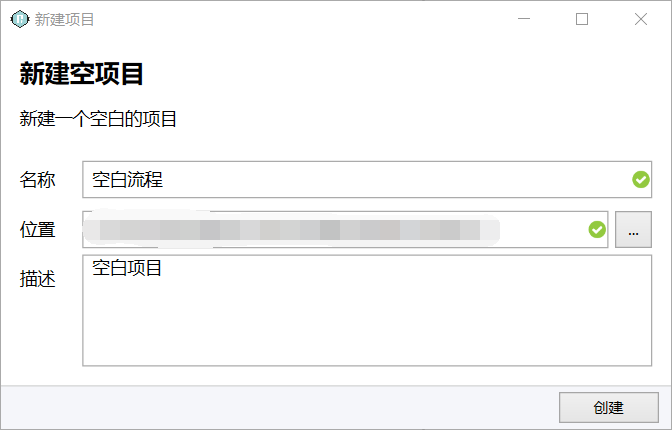 新建项目
新建空项目
新建一个空白的项目
名称 空白流程
位置 ...
描述 空白项目
创建